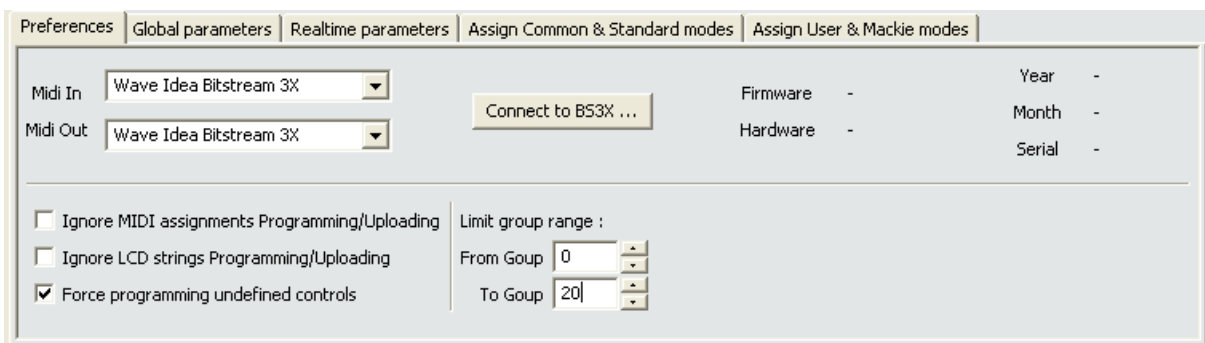 Preferences Global parameters Realtime parameters Assign Common & Standard modes Assign User & Mackie modes
Midi In Wave Idea Bitstream 3X
Midi Out Wave Idea Bitstream 3X
Connect to BS3X ...
Firmware -
Hardware -
Year -
Month -
Serial -
Ignore MIDI assignments Programming/Uploading
Ignore LCD strings Programming/Uploading
Force programming undefined controls
Limit group range :
From Goup 0
To Goup 20